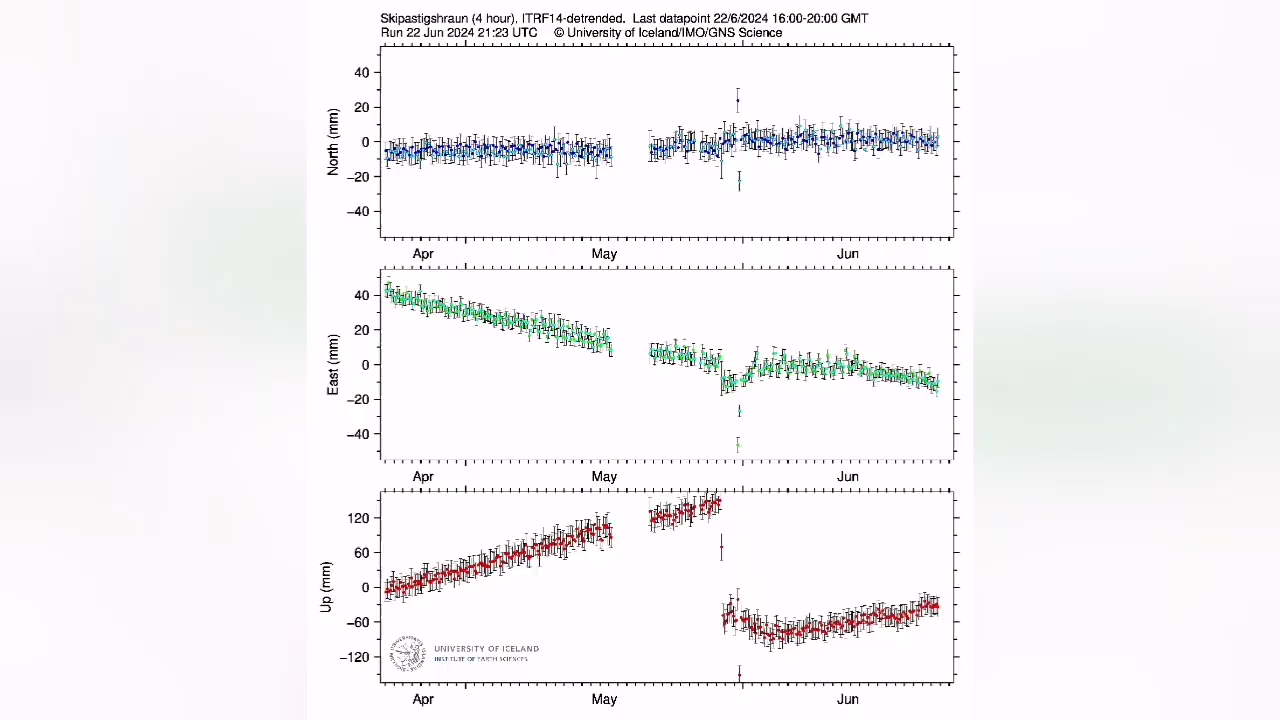 Skipastigshraun (4 hour), ITRF14-detrended. Last datapoint 22/6/2024 16:00-20:00 GMT
Run 22 Jun 2024 21:23 UTC © University of Iceland/IMO/GNS Science
40
20
0
−20
−40
North (mm)
Apr May Jun
40
20
0
−20
−40
East (mm)
Apr May Jun
120
60
0
−60
−120
Up (mm)
UNIVERSITY OF ICELAND
INSTITUTE OF EARTH SCIENCES
Apr May Jun